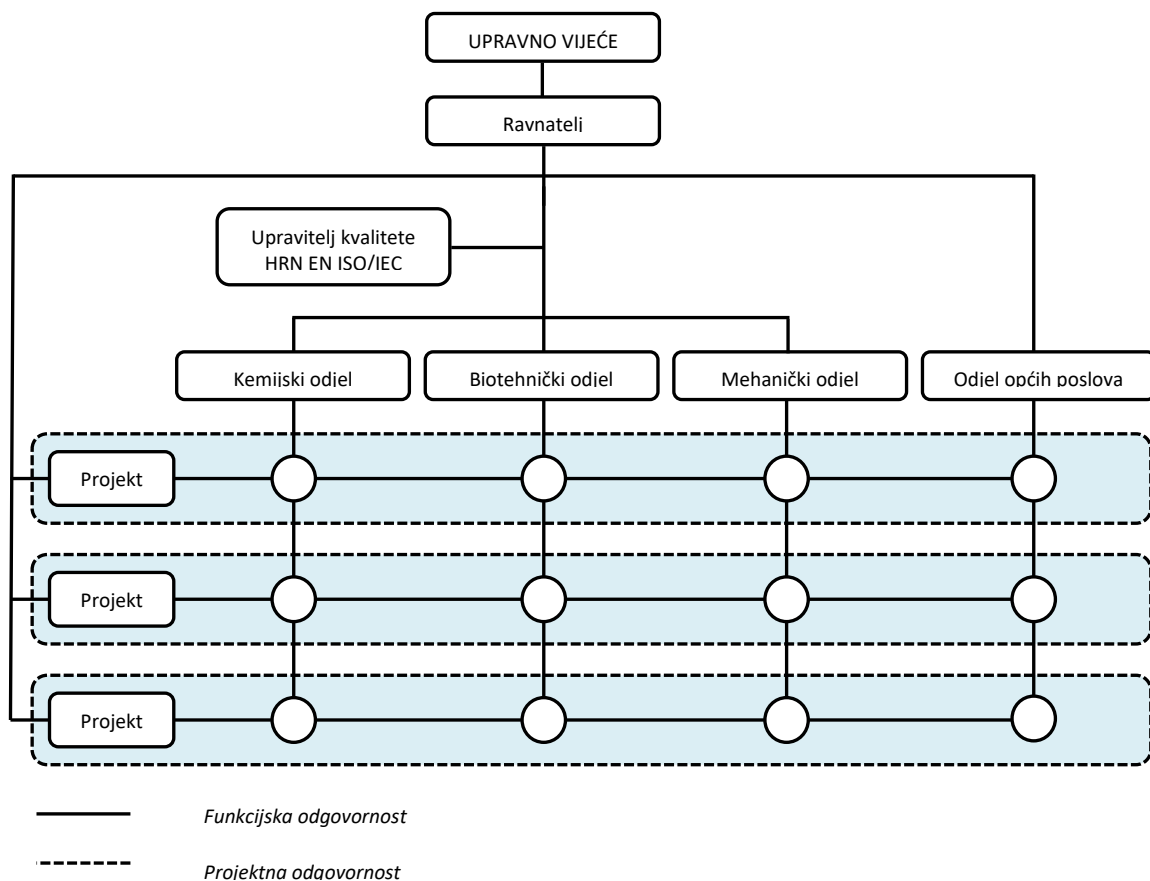 UPRAVNO VIJEĆE
Ravnatelj
Upravitelj kvalitete
HRN EN ISO/IEC
Kemijski odjel
Biotehnički odjel
Mehanički odjel
Odjel općih poslova
Projekt
Projekt
Projekt
Funkcijska odgovornost
Projektna odgovornost